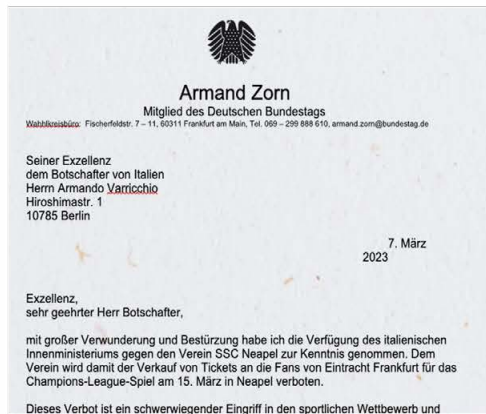 Armand Zorn
Mitglied des Deutschen Bundestags
Wahlkreisbüro: Fischerfeldstr. 7 – 11, 60311 Frankfurt am Main, Tel. 069 – 299 888 610, armand.zorn@bundestag.de
Seiner Exzellenz
dem Botschafter von Italien
Herrn Armando Varricchio
Hiroshimastr. 1
10785 Berlin
7. März
2023
Exzellenz,
sehr geehrter Herr Botschafter,
mit großer Verwunderung und Bestürzung habe ich die Verfügung des italienischen
Innenministeriums gegen den Verein SSC Neapel zur Kenntnis genommen. Dem
Verein wird damit der Verkauf von Tickets an die Fans von Eintracht Frankfurt für das
Champions-League-Spiel am 15. März in Neapel verboten.
Dieses Verbot ist ein schwerwiegender Eingriff in den sportlichen Wettbewerb und